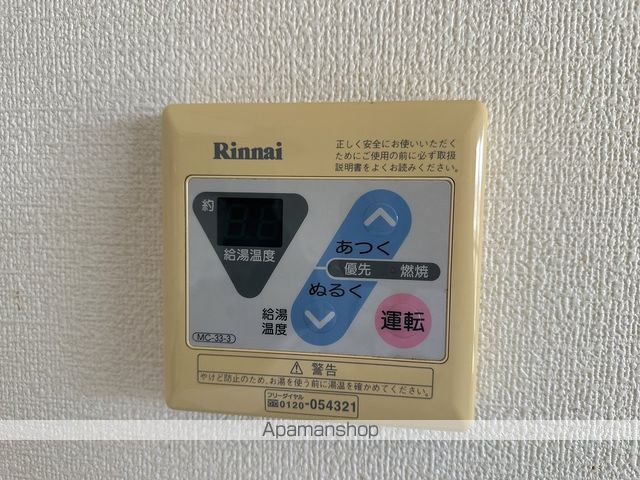 Rinnai
正しく安全にお使いいただく
ためにご使用の前に必ず取扱
説明書をよくお読みください。
約
給湯温度
あつく
優先 燃焼
ぬるく
給湯
温度
運転
MC-33-3
⚠ 警告
やけど防止のため、お湯を使う前に湯温を確かめてください。
フリーダイヤル
0120-054321
Apamanshop